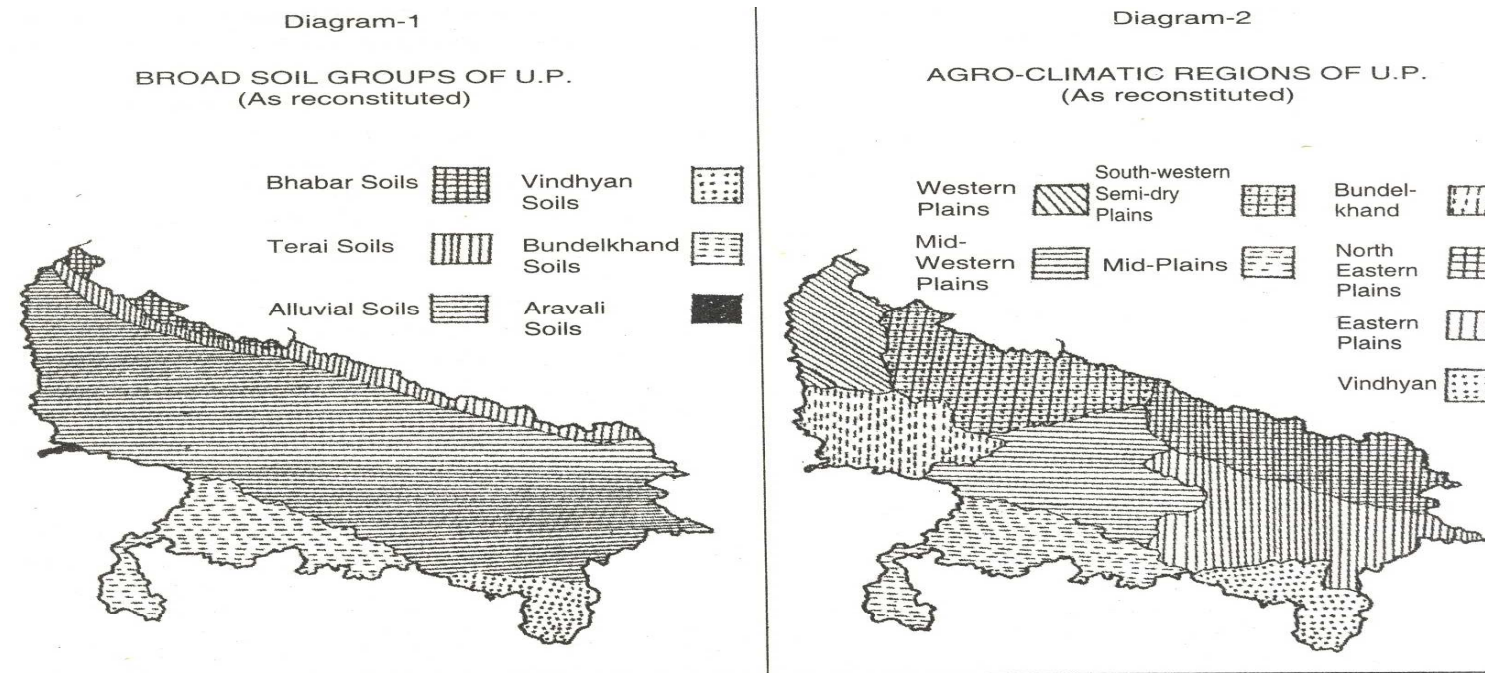 Diagram-1
BROAD SOIL GROUPS OF U.P.
(As reconstituted)
Bhabar Soils
Vindhyan
Soils
Terai Soils
Bundelkhand
Soils
Alluvial Soils
Aravali
Soils
Diagram-2
AGRO-CLIMATIC REGIONS OF U.P.
(As reconstituted)
Western
Plains
South-western
Semi-dry
Plains
Bundel-
khand
Mid-
Western
Plains
Mid-Plains
North
Eastern
Plains
Eastern
Plains
Vindhyan